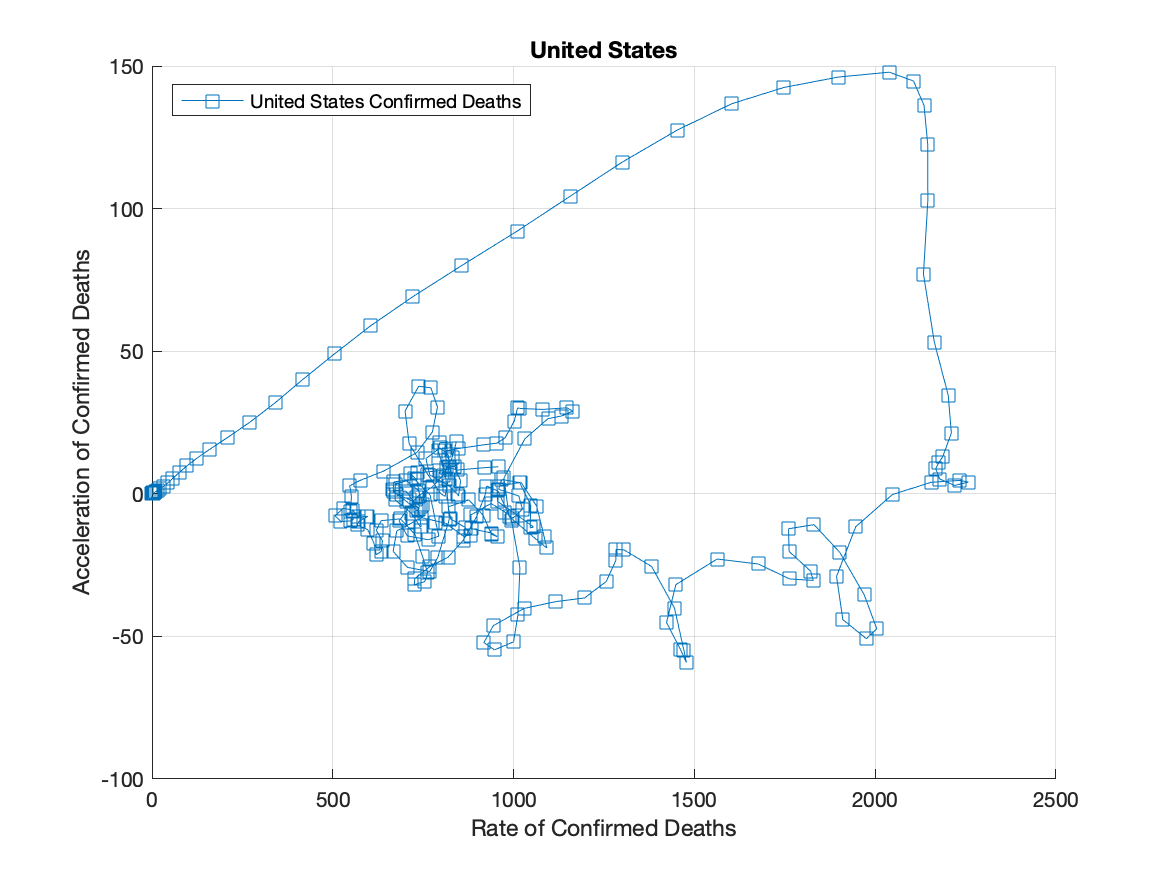 United States
150
United States Confirmed Deaths
100
50
0
-50
-100
Acceleration of Confirmed Deaths
0 500 1000 1500 2000 2500
Rate of Confirmed Deaths